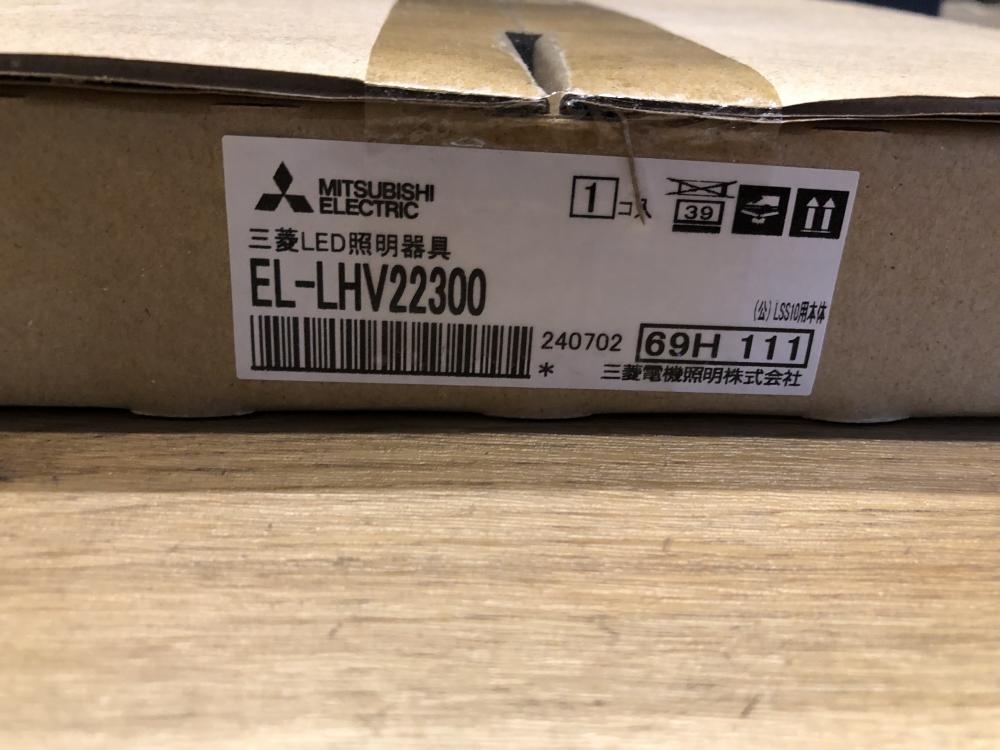 MITSUBISHI
ELECTRIC
1コ入
39
三菱LED照明器具
EL-LHV22300
(公)LSS10用本体
240702
69H 111
*
三菱電機照明株式会社